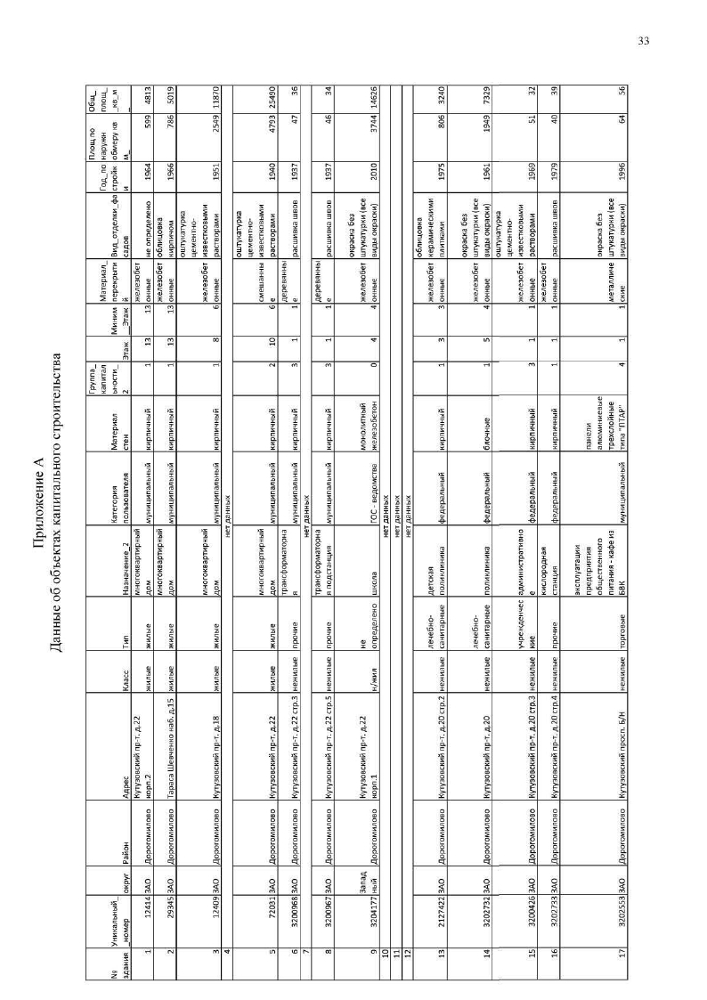 33
Приложение А
Данные об объектах капитального строительства
№ здания | Уникальный_номер | округ | Район | Адрес | Класс | Тип | Назначение_2 | Категория пользователя | Материал стен | Группа_капитальности_2 | Этаж | Миним_Этаж | Материал_перекрытий | Вид_отделки_фасадов | Год_постройки | Площ по наружн обмеру кв м_ | Общ_площ_кв_м_
1 | 12414 | ЗАО | Дорогомилово | Кутузовский пр-т, д.22 корп.2 | жилые | жилые | многоквартирный дом | муниципальный | кирпичный | 1 | 13 | 13 | железобетонные | не определено | 1964 | 599 | 4813
2 | 29345 | ЗАО | Дорогомилово | Тараса Шевченко наб. д.15 | жилые | жилые | многоквартирный дом | муниципальный | кирпичный | 1 | 13 | 13 | железобетонные | облицовка кирпичом | 1966 | 786 | 5019
3 | 12409 | ЗАО | Дорогомилово | Кутузовский пр-т, д.18 | жилые | жилые | многоквартирный дом | муниципальный | кирпичный | 1 | 8 | 6 | железобетонные | оштукатурка цементно-известковыми растворами | 1951 | 2549 | 11870
4 | нет данных
5 | 72031 | ЗАО | Дорогомилово | Кутузовский пр-т, д.22 | жилые | жилые | многоквартирный дом | муниципальный | кирпичный | 2 | 10 | 6 | смешанные | оштукатурка цементно-известковыми растворами | 1940 | 4793 | 25490
6 | 3200968 | ЗАО | Дорогомилово | Кутузовский пр-т, д.22 стр.3 | нежилые | прочие | трансформаторная | муниципальный | кирпичный | 3 | 1 | 1 | деревянные | расшивка швов | 1937 | 47 | 36
7 | нет данных
8 | 3200967 | ЗАО | Дорогомилово | Кутузовский пр-т, д.22 стр.5 | нежилые | прочие | трансформаторная подстанция | муниципальный | кирпичный | 3 | 1 | 1 | деревянные | расшивка швов | 1937 | 46 | 34
9 | 3204177 | Западный | Дорогомилово | Кутузовский пр-т, д.22 корп.1 | н/жил | не определено | школа | ГОС - ведомства | монолитный железобетон | 0 | 4 | 4 | железобетонные | окраска без штукатурки (все виды окраски) | 2010 | 3744 | 14626
10 | нет данных
11 | нет данных
12 | нет данных
13 | 2127422 | ЗАО | Дорогомилово | Кутузовский пр-т, д.20 стр.2 | нежилые | лечебно-санитарные | детская поликлиника | федеральный | кирпичный | 1 | 3 | 3 | железобетонные | облицовка керамическими плитками | 1975 | 806 | 3240
14 | 3202732 | ЗАО | Дорогомилово | Кутузовский пр-т, д.20 | нежилые | лечебно-санитарные | поликлиника | федеральный | блочные | 1 | 5 | 4 | железобетонные | окраска без штукатурки (все виды окраски) | 1961 | 1949 | 7329
15 | 3200426 | ЗАО | Дорогомилово | Кутузовский пр-т, д.20 стр.3 | нежилые | учрежденческие | административное | федеральный | кирпичный | 3 | 1 | 1 | железобетонные | оштукатурка цементно-известковыми растворами | 1969 | 51 | 32
16 | 3202733 | ЗАО | Дорогомилово | Кутузовский пр-т, д.20 стр.4 | нежилые | прочие | кислородная станция | федеральный | кирпичный | 1 | 1 | 1 | железобетонные | расшивка швов | 1979 | 40 | 39
17 | 3202553 | ЗАО | Дорогомилово | Кутузовский просп. Б/Н | нежилые | торговые | эксплуатации предприятия общественного питания - кафе из БВК | муниципальный | панели алюминиевые трехслойные типа "ПТАР" | 4 | 1 | 1 | металлические | окраска без штукатурки (все виды окраски) | 1996 | 64 | 56